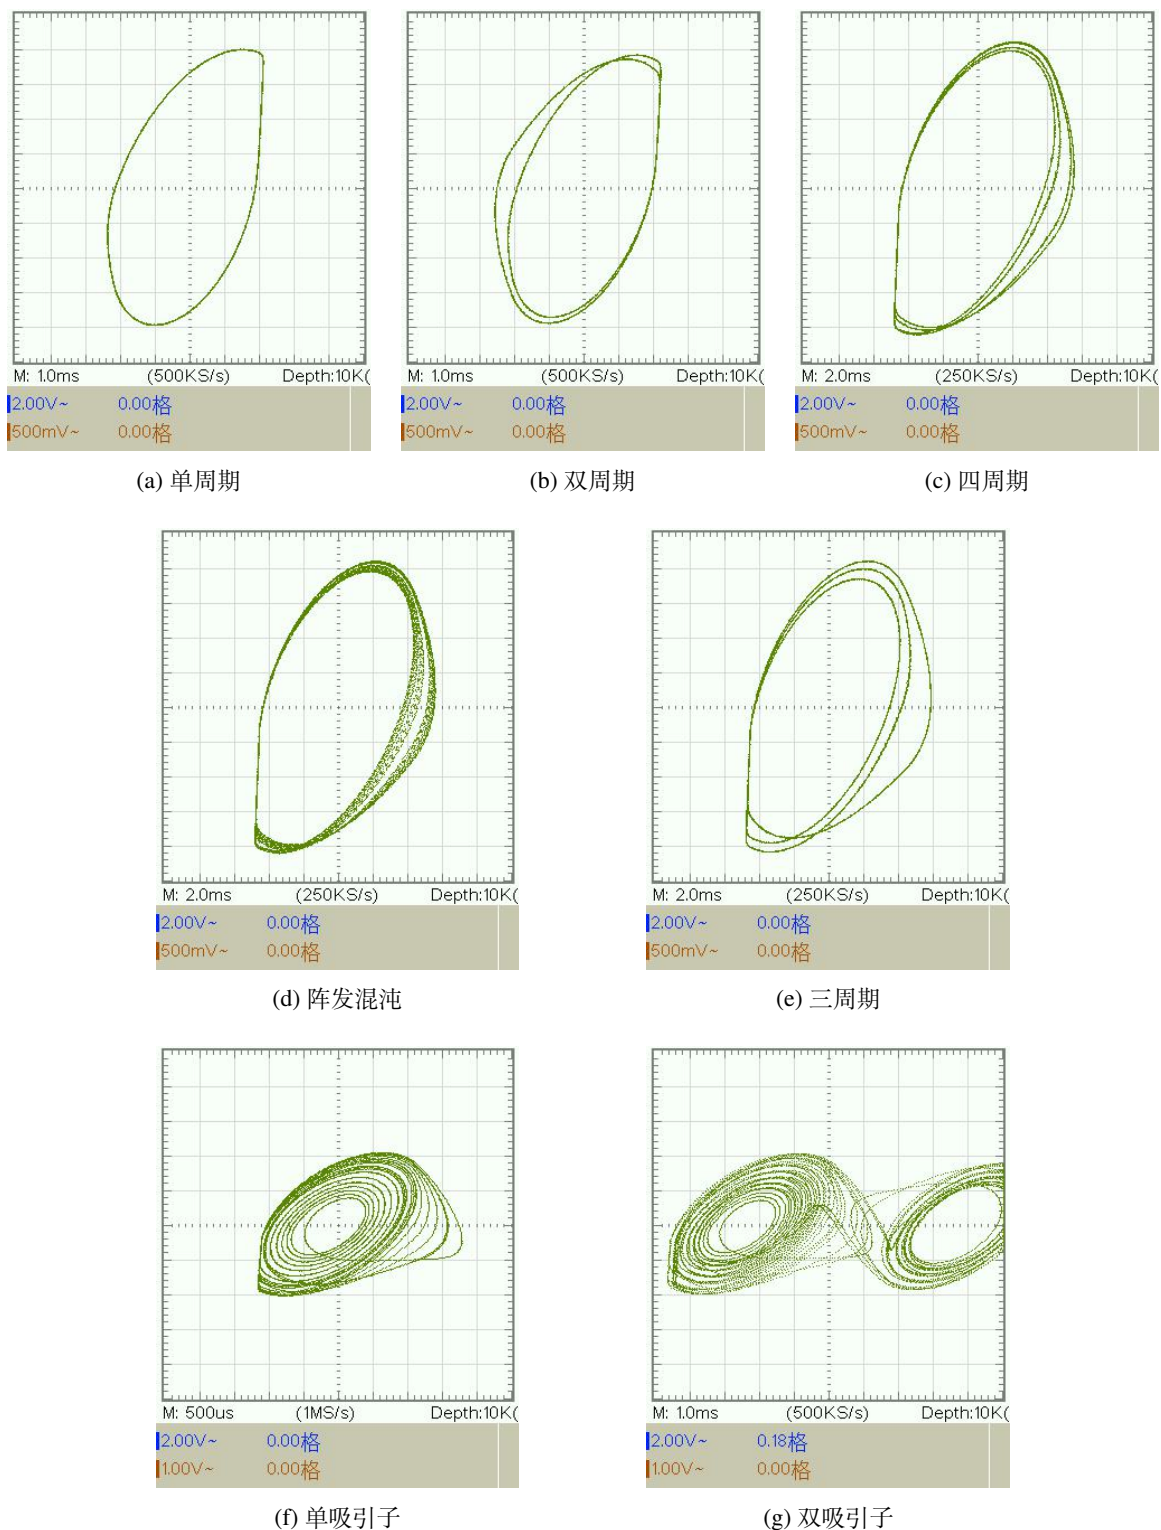 M: 1.0ms (500KS/s) Depth:10K(
2.00V~ 0.00格
500mV~ 0.00格
(a) 单周期
M: 1.0ms (500KS/s) Depth:10K(
2.00V~ 0.00格
500mV~ 0.00格
(b) 双周期
M: 2.0ms (250KS/s) Depth:10K(
2.00V~ 0.00格
500mV~ 0.00格
(c) 四周期
M: 2.0ms (250KS/s) Depth:10K(
2.00V~ 0.00格
500mV~ 0.00格
(d) 阵发混沌
M: 2.0ms (250KS/s) Depth:10K(
2.00V~ 0.00格
500mV~ 0.00格
(e) 三周期
M: 500us (1MS/s) Depth:10K(
2.00V~ 0.00格
1.00V~ 0.00格
(f) 单吸引子
M: 1.0ms (500KS/s) Depth:10K(
2.00V~ 0.18格
1.00V~ 0.00格
(g) 双吸引子